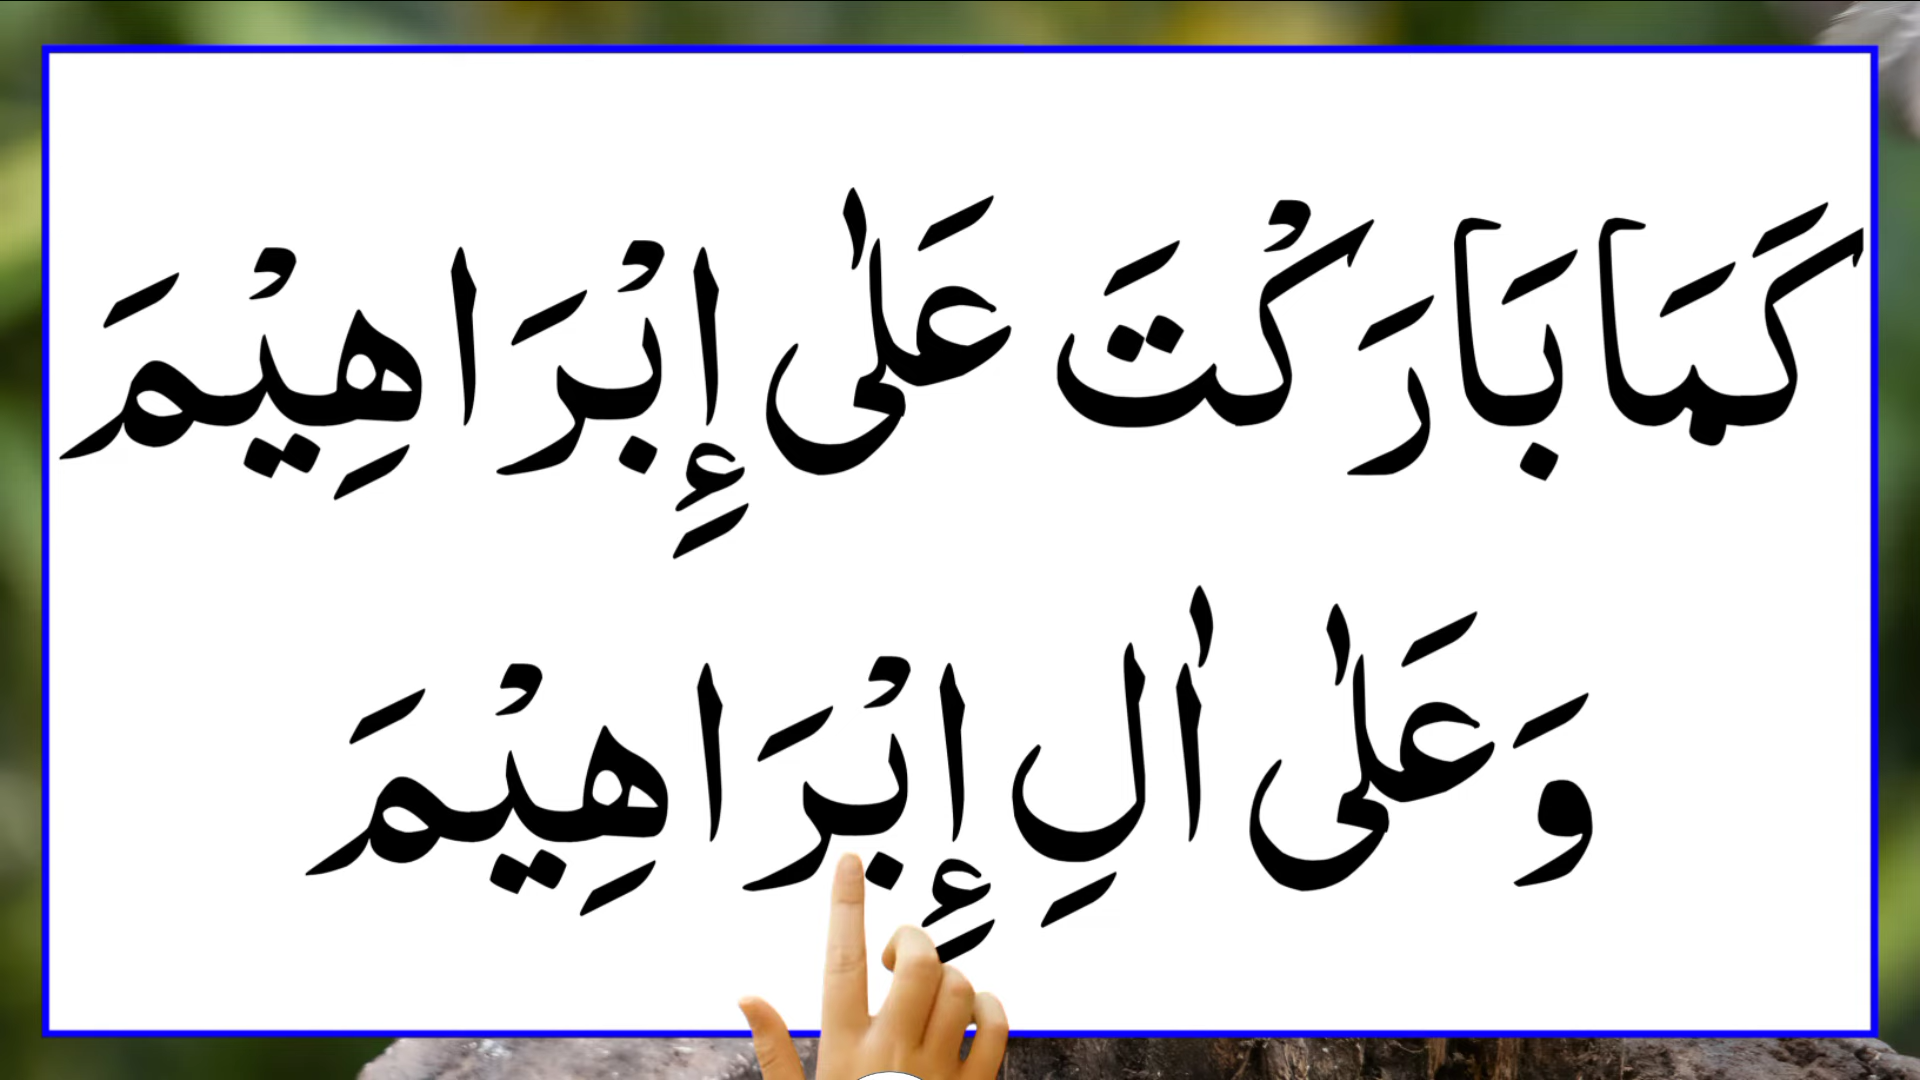 كَمَا بَارَكْتَ عَلٰى إِبْرَاهِيْمَ
وَعَلٰى اٰلِ إِبْرَاهِيْمَ